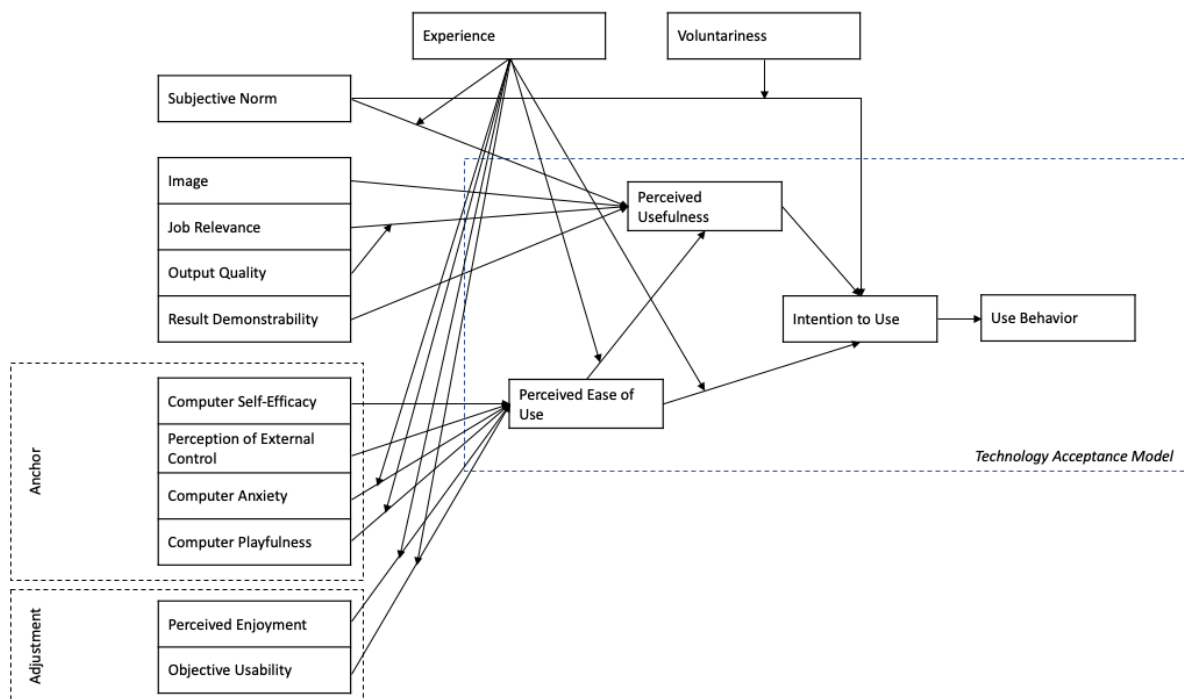 Experience
Voluntariness
Subjective Norm
Image
Job Relevance
Output Quality
Result Demonstrability
Perceived
Usefulness
Intention to Use
Use Behavior
Perceived Ease of
Use
Technology Acceptance Model
Anchor
Computer Self-Efficacy
Perception of External
Control
Computer Anxiety
Computer Playfulness
Adjustment
Perceived Enjoyment
Objective Usability